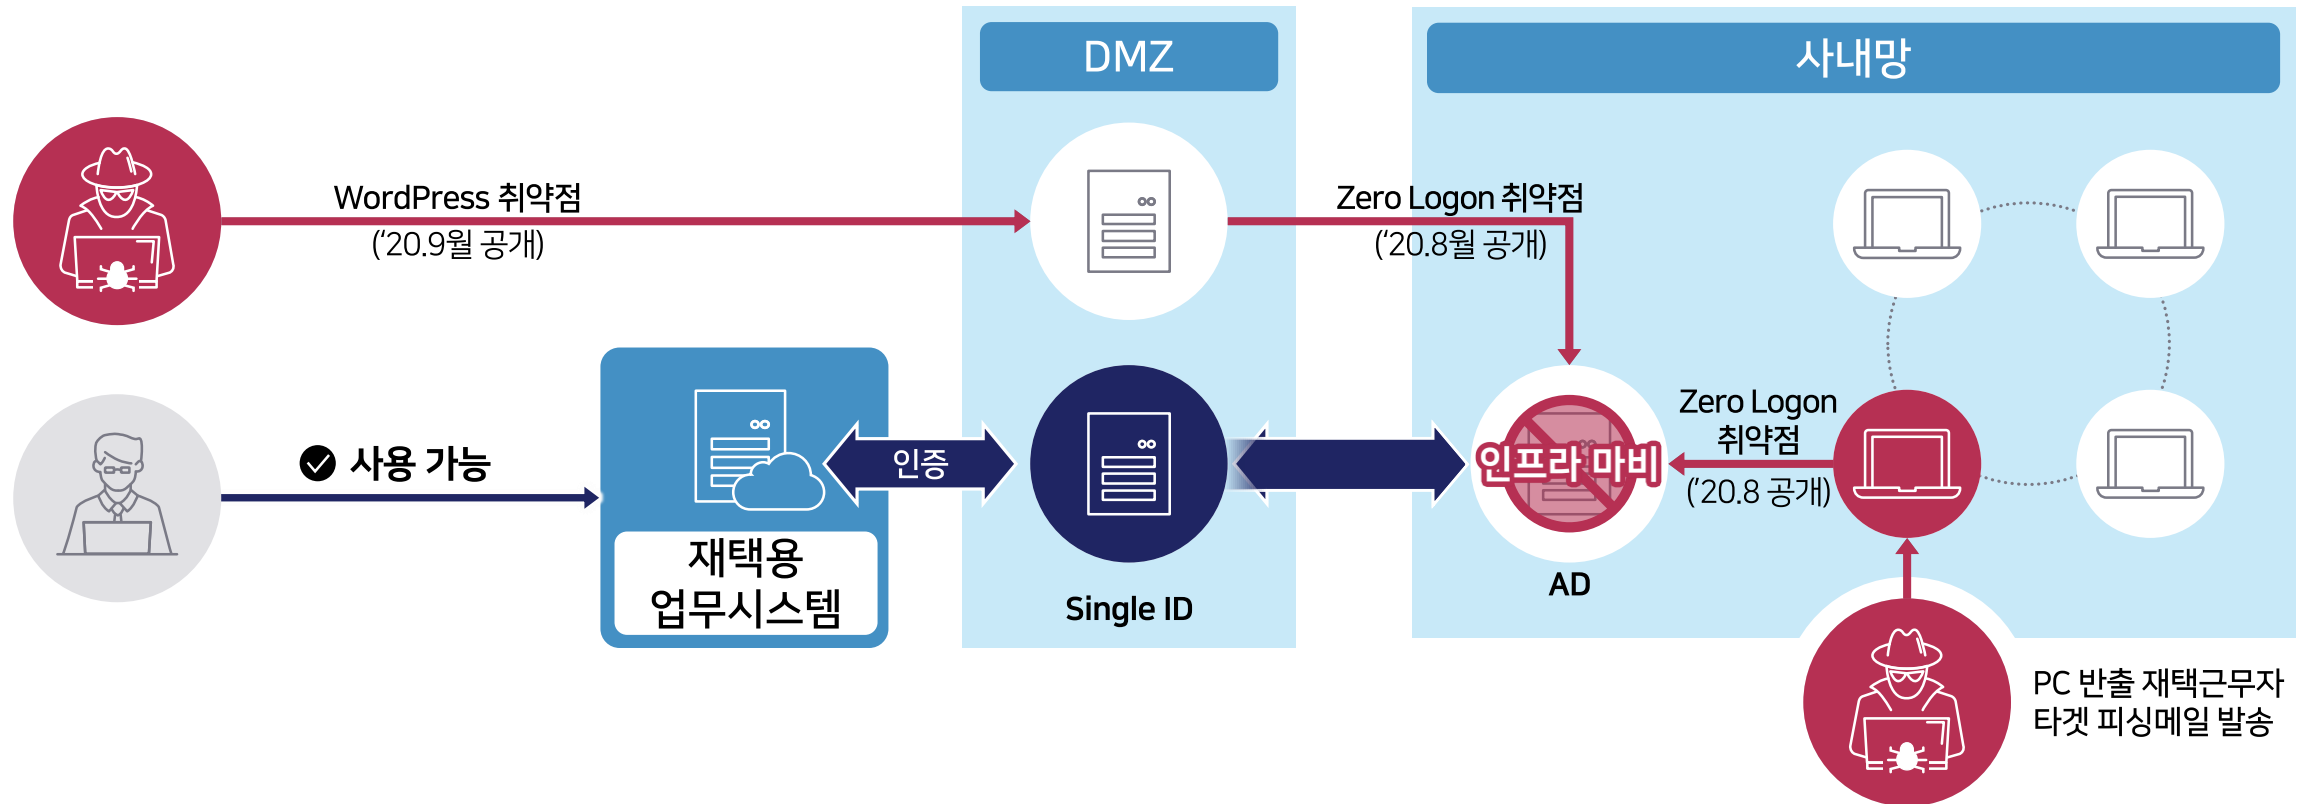 DMZ
사내망
WordPress 취약점
(‘20.9월 공개)
Zero Logon 취약점
(‘20.8월 공개)
사용 가능
인증
재택용
업무시스템
Single ID
인프라 마비
AD
Zero Logon
취약점
(’20.8 공개)
PC 반출 재택근무자
타겟 피싱메일 발송